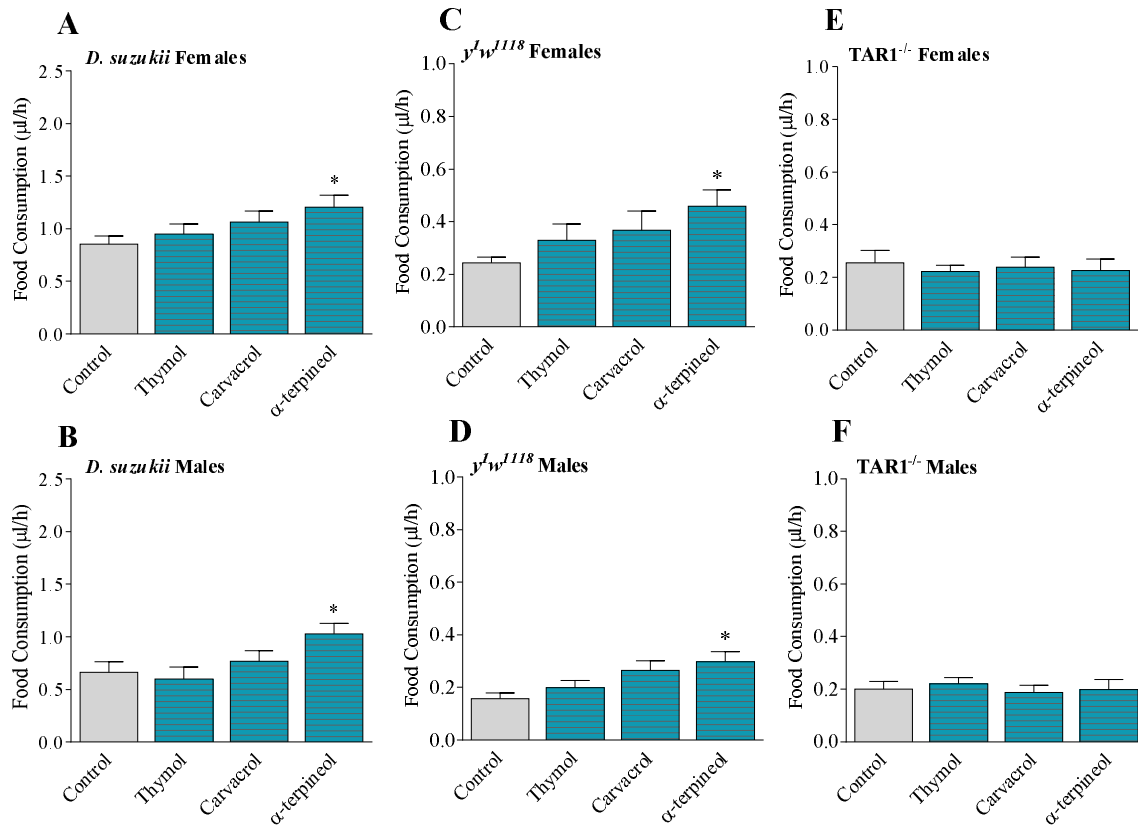 A
D. suzukii Females
Food Consumption (µl/h)
2.5
2.0
1.5
1.0
0.5
0.0
*
Control
Thymol
Carvacrol
α-terpineol
C
y¹w¹¹¹⁸ Females
Food Consumption (µl/h)
1.0
0.8
0.6
0.4
0.2
0.0
*
Control
Thymol
Carvacrol
α-terpineol
E
TAR1⁻/⁻ Females
Food Consumption (µl/h)
1.0
0.8
0.6
0.4
0.2
0.0
Control
Thymol
Carvacrol
α-terpineol
B
D. suzukii Males
Food Consumption (µl/h)
2.5
2.0
1.5
1.0
0.5
0.0
*
Control
Thymol
Carvacrol
α-terpineol
D
y¹w¹¹¹⁸ Males
Food Consumption (µl/h)
1.0
0.8
0.6
0.4
0.2
0.0
*
Control
Thymol
Carvacrol
α-terpineol
F
TAR1⁻/⁻ Males
Food Consumption (µl/h)
1.0
0.8
0.6
0.4
0.2
0.0
Control
Thymol
Carvacrol
α-terpineol